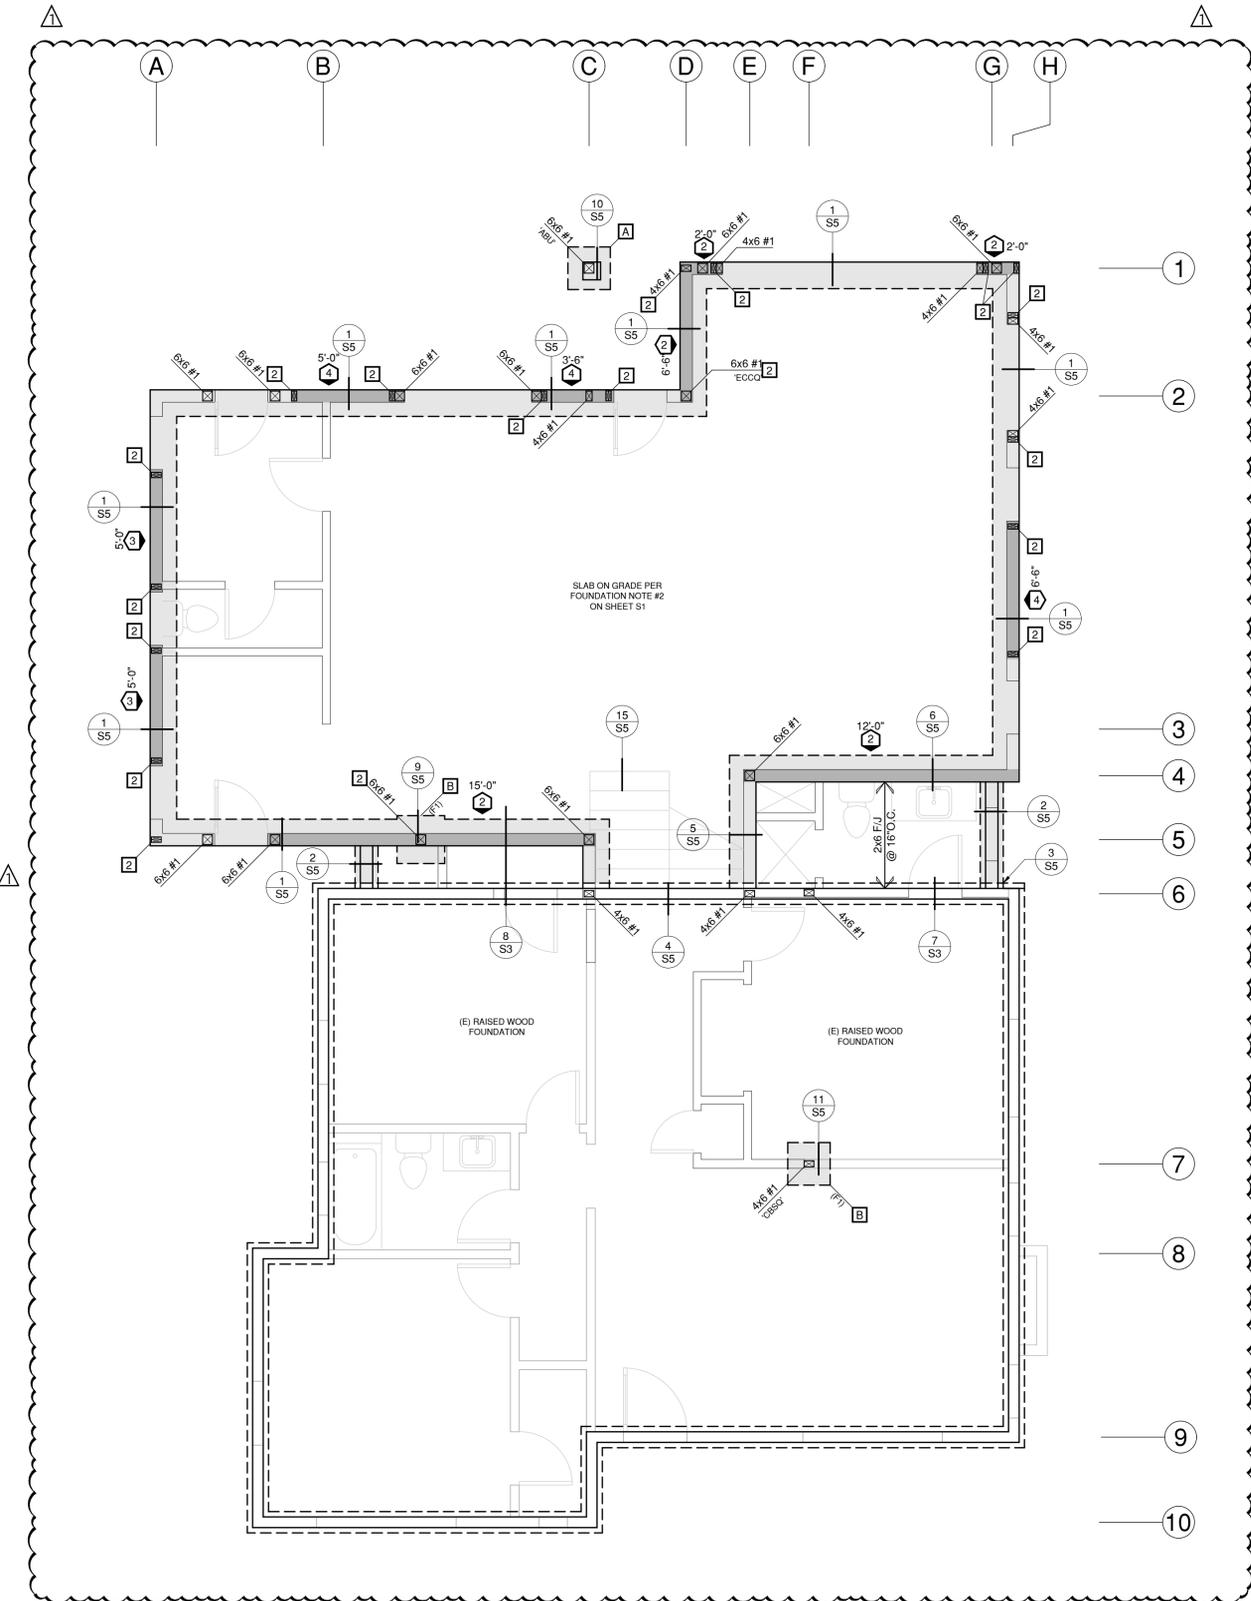 1
1
A
B
C
D
E
F
G
H
10
S5
6x6 #1
'ABU'
A
2'-0"
2
6x6 #1
4x6 #1
1
S5
6x6 #1
2
2'-0"
1
4x6 #1
2
2
4x6 #1
2
2
4x6 #1
1
S5
2
6'-6"
6x6 #1
'ECCQ'
2
1
S5
6x6 #1
6x6 #1
2
5'-0"
4
1
S5
2
6x6 #1
6x6 #1
1
S5
3'-6"
4
2
2
4x6 #1
4x6 #1
2
2
2
1
S5
5'-0"
3
2
2
6'-6"
4
1
S5
2
SLAB ON GRADE PER
FOUNDATION NOTE #2
ON SHEET S1
2
5'-0"
3
1
S5
2
15
S5
6x6 #1
12'-0"
2
6
S5
3
4
2
6x6 #1
9
S5
B
(F1)
15'-0"
2
6x6 #1
5
S5
2x6 F/J
@ 16"O.C.
2
S5
5
2
6x6 #1
6x6 #1
1
S5
2
S5
3
S5
1
6
8
S3
4x6 #1
4
S5
4x6 #1
4x6 #1
7
S3
(E) RAISED WOOD
FOUNDATION
(E) RAISED WOOD
FOUNDATION
11
S5
4x6 #1
'CBSQ'
(F1)
B
7
8
9
10